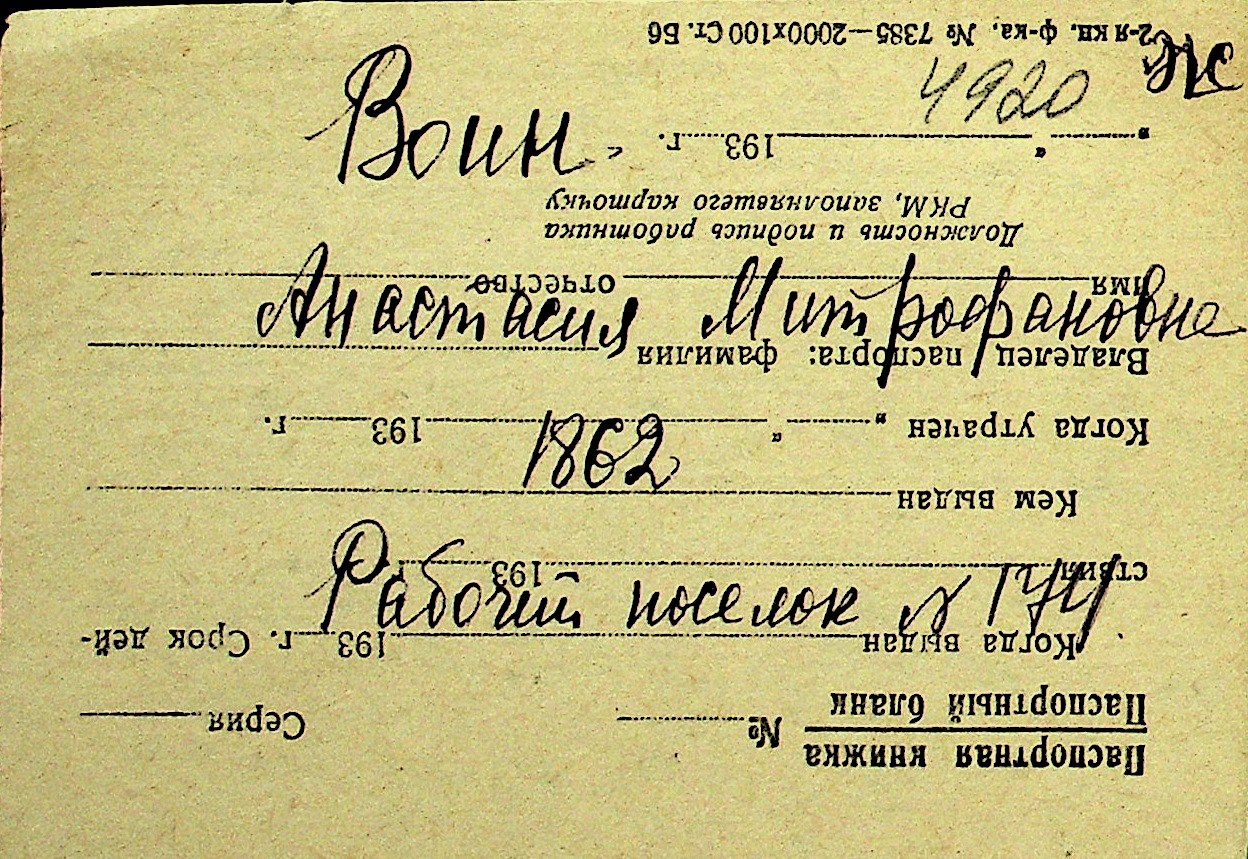 4920
Воин
Анастасия Митрофановна
1862
Рабочий поселок № 174
Паспортная книжка
Паспортный бланк № Серия
Когда выдан 193 г. Срок дей-
ствия 193 г.
Кем выдан
Когда утрачен „ “ 193 г.
Владелец паспорта: фамилия
имя отчество
Должность и подпись работника
РКМ, заполнявшего карточку
„ “ 193 г.
2-я кн. ф-ка, № 7385—2000х100 Ст. Б6